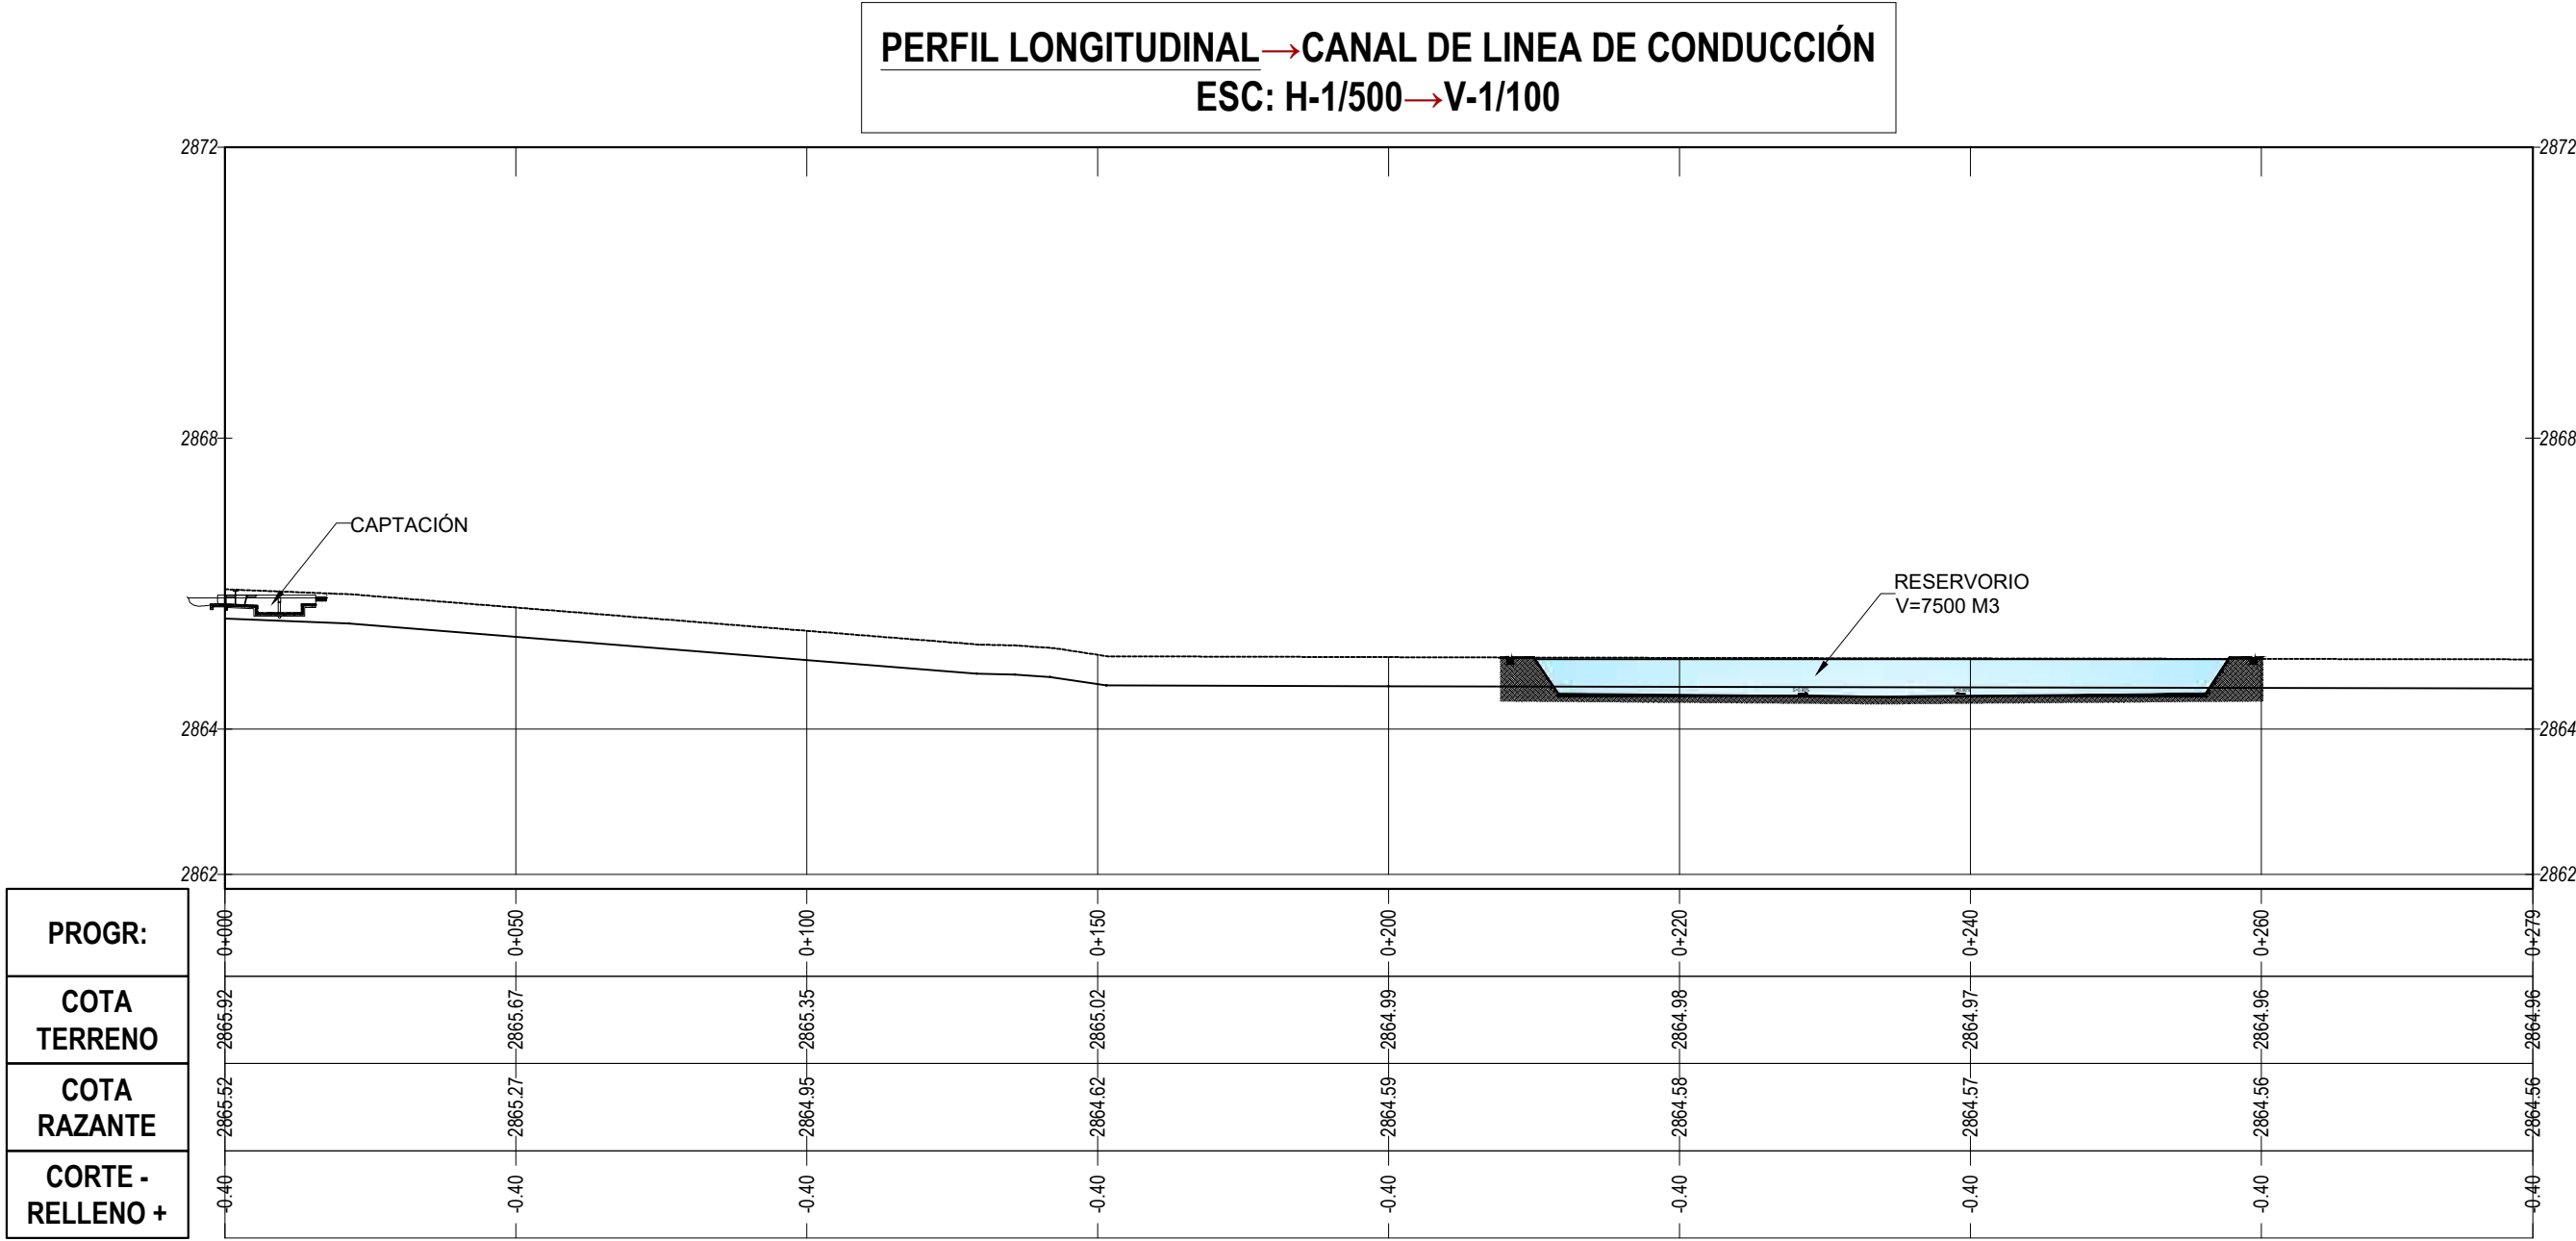 PERFIL LONGITUDINAL→CANAL DE LINEA DE CONDUCCIÓN
ESC: H-1/500→V-1/100
2872 2872
2868 2868
CAPTACIÓN
RESERVORIO
V=7500 M3
2864 2864
2862 2862
PROGR: 0+000 0+050 0+100 0+150 0+200 0+220 0+240 0+260 0+279
COTA
TERRENO
2865.92 2865.67 2865.35 2865.02 2864.99 2864.98 2864.97 2864.96 2864.96
COTA
RAZANTE
2865.52 2865.27 2864.95 2864.62 2864.59 2864.58 2864.57 2864.56 2864.56
CORTE -
RELLENO +
-0.40 -0.40 -0.40 -0.40 -0.40 -0.40 -0.40 -0.40 -0.40